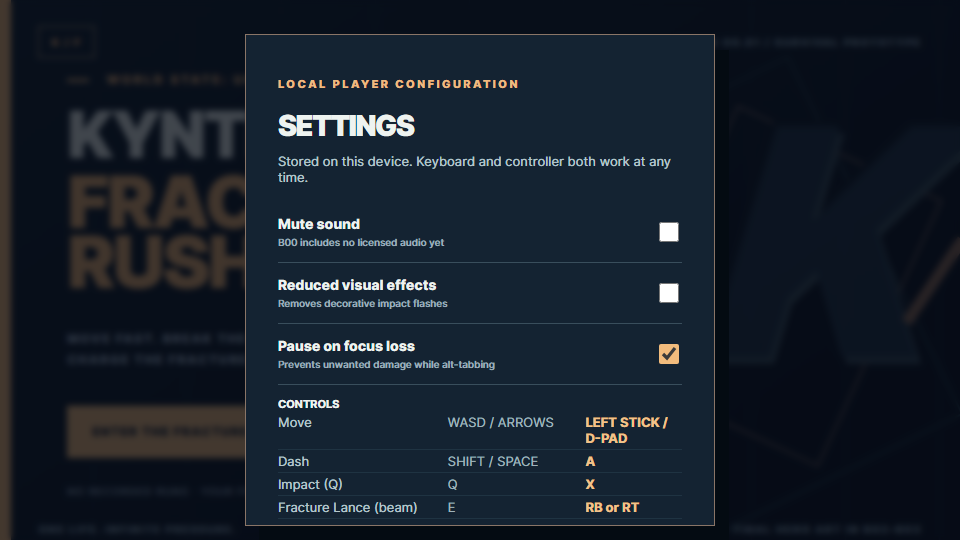 LOCAL PLAYER CONFIGURATION
SETTINGS
Stored on this device. Keyboard and controller both work at any
time.
Mute sound
B00 includes no licensed audio yet
Reduced visual effects
Removes decorative impact flashes
Pause on focus loss
Prevents unwanted damage while alt-tabbing
CONTROLS
Move WASD / ARROWS LEFT STICK /
D-PAD
Dash SHIFT / SPACE A
Impact (Q) Q X
Fracture Lance (beam) E RB or RT
KYNT
FRAC
RUSH